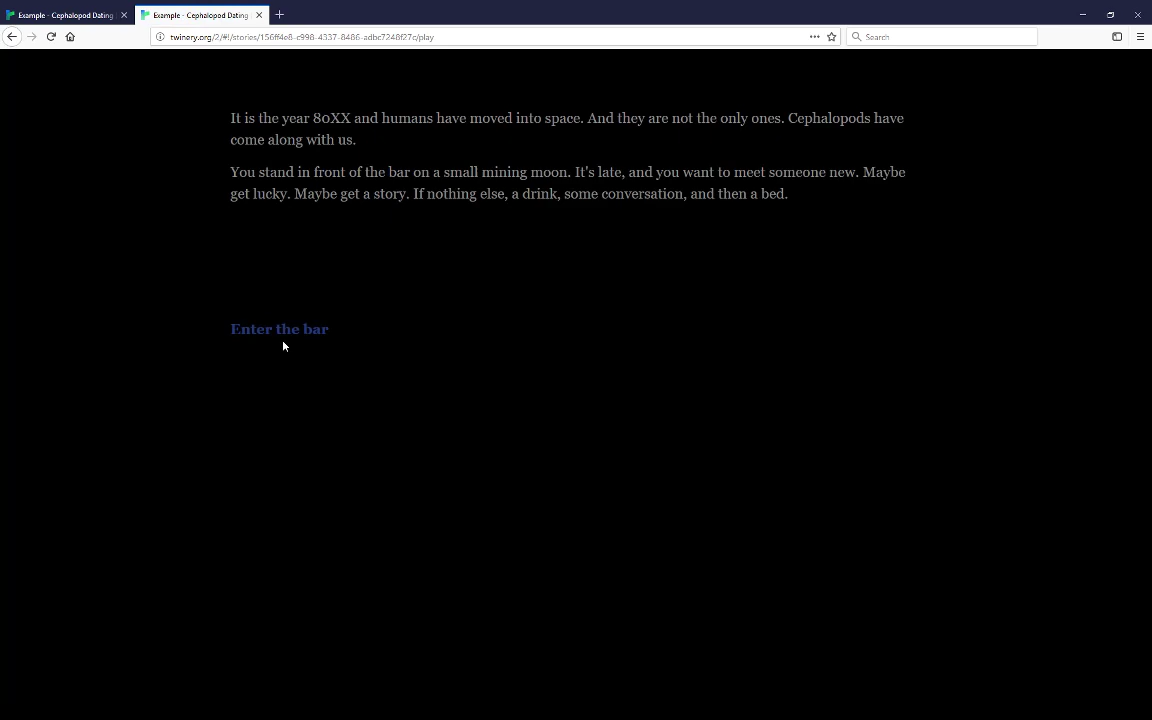 Example - Cephalopod Dating
Example - Cephalopod Dating
twinery.org/2/#!/stories/156ff4e8-c998-4337-8486-adbc7248f27c/play
Search
It is the year 80XX and humans have moved into space. And they are not the only ones. Cephalopods have
come along with us.
You stand in front of the bar on a small mining moon. It's late, and you want to meet someone new. Maybe
get lucky. Maybe get a story. If nothing else, a drink, some conversation, and then a bed.
Enter the bar